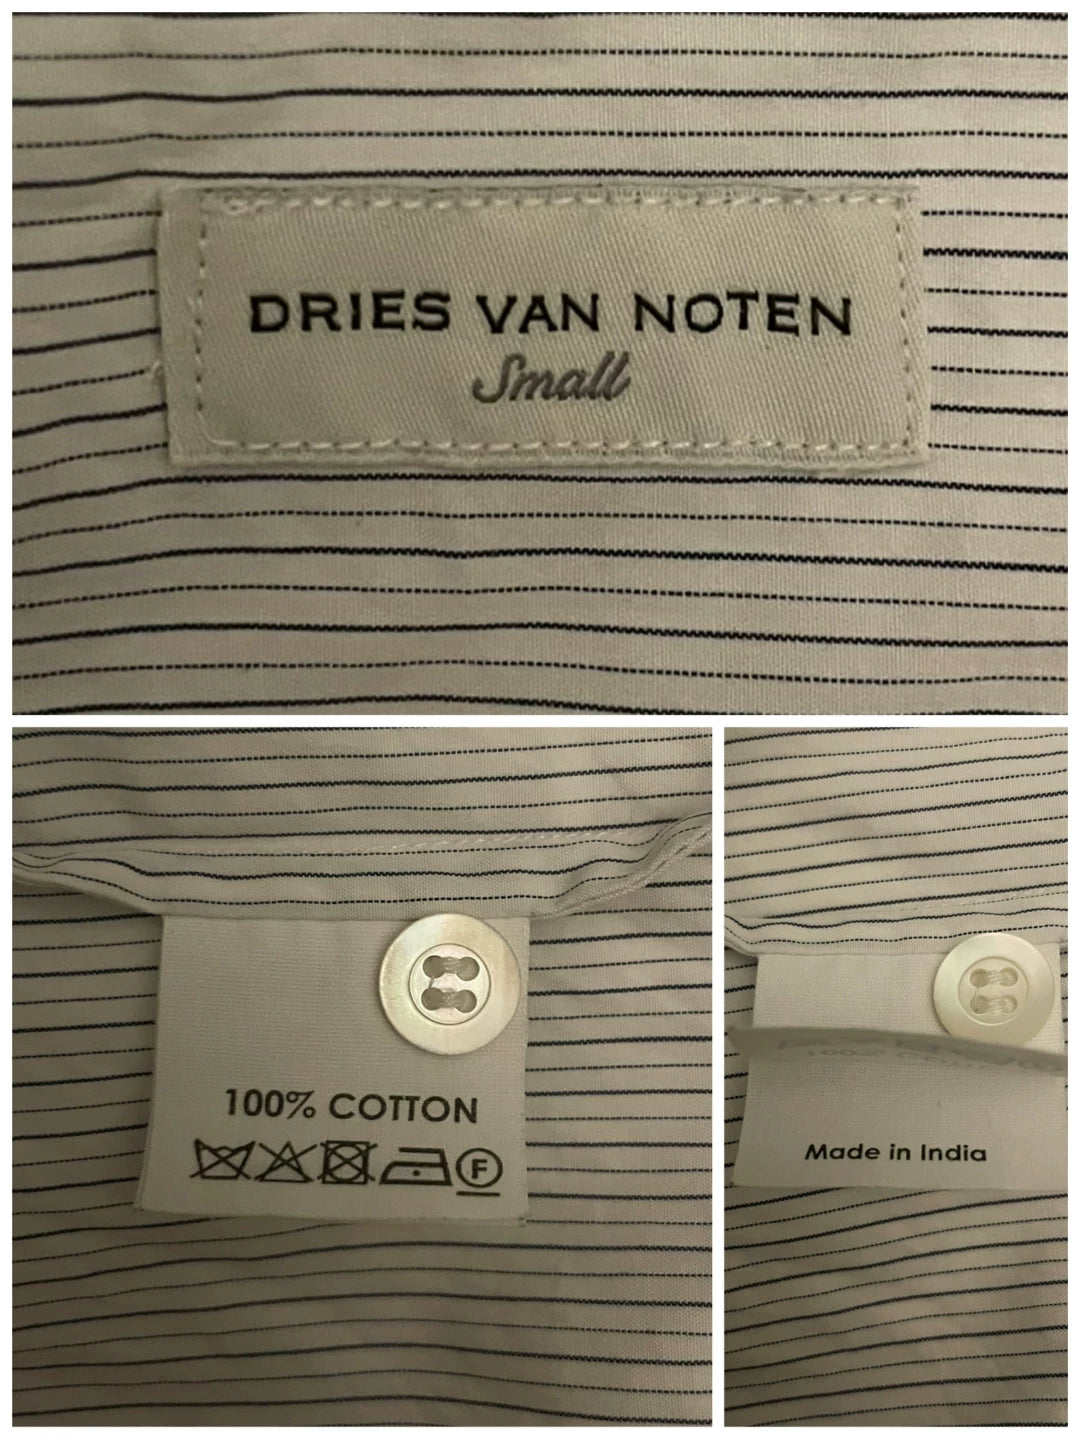 DRIES VAN NOTEN
Small
100% COTTON
F
Made in India